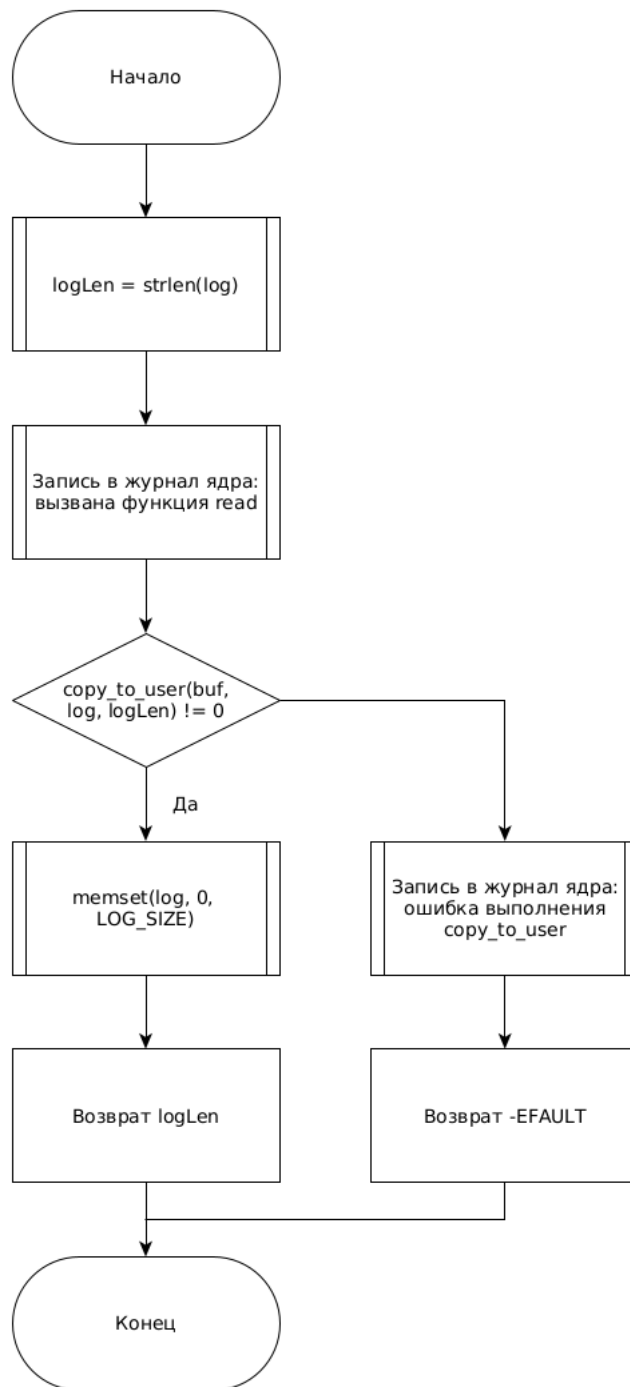 Начало
logLen = strlen(log)
Запись в журнал ядра:
вызвана функция read
copy_to_user(buf,
log, logLen) != 0
Да
memset(log, 0,
LOG_SIZE)
Запись в журнал ядра:
ошибка выполнения
copy_to_user
Возврат logLen
Возврат -EFAULT
Конец